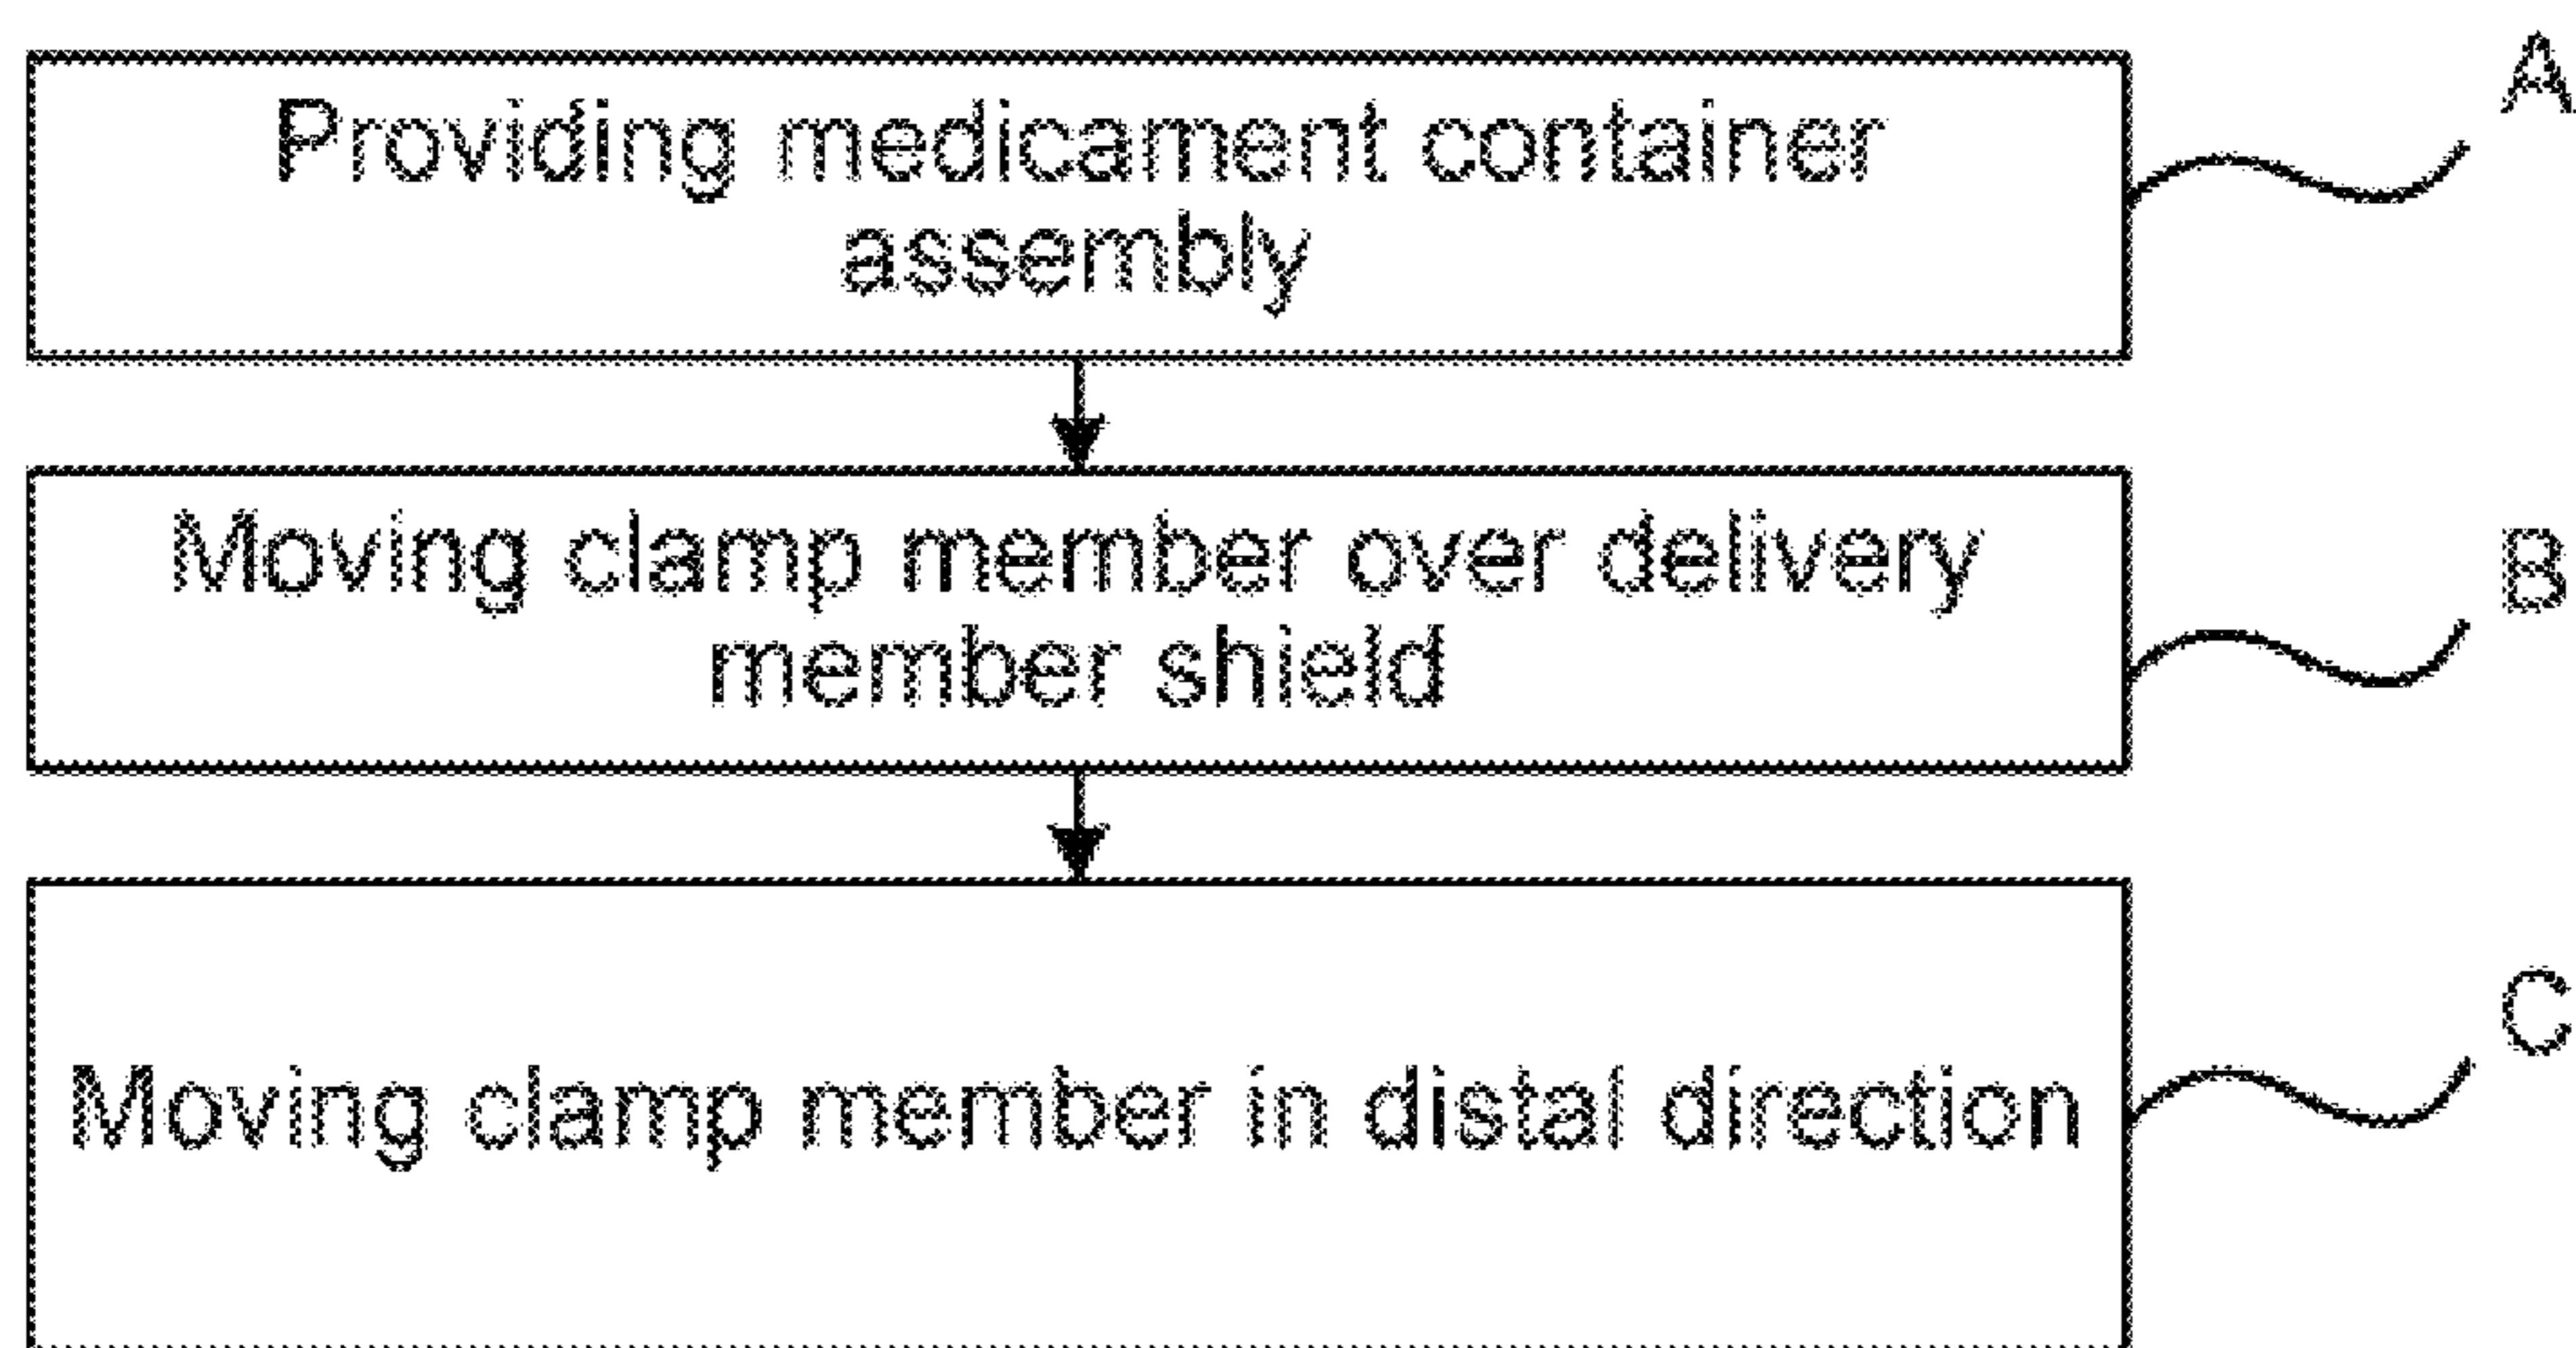 Providing medicament container
assembly
A
Moving clamp member over delivery
member shield
B
Moving clamp member in distal direction
C